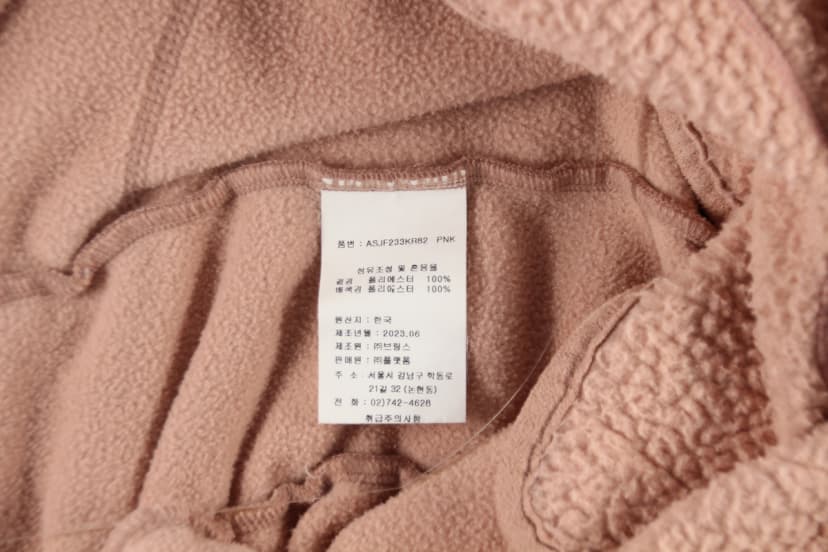 품번 : ASJF233KR82 PNK
섬유조성 및 혼용율
겉감 폴리에스터 100%
배색감 폴리에스터 100%
원산지 : 한국
제조년월 : 2023.06
제조원 : ㈜브링스
판매원 : ㈜플랫폼
주 소 : 서울시 강남구 학동로
21길 32 (논현동)
전 화 : 02)742-4628
취급주의사항